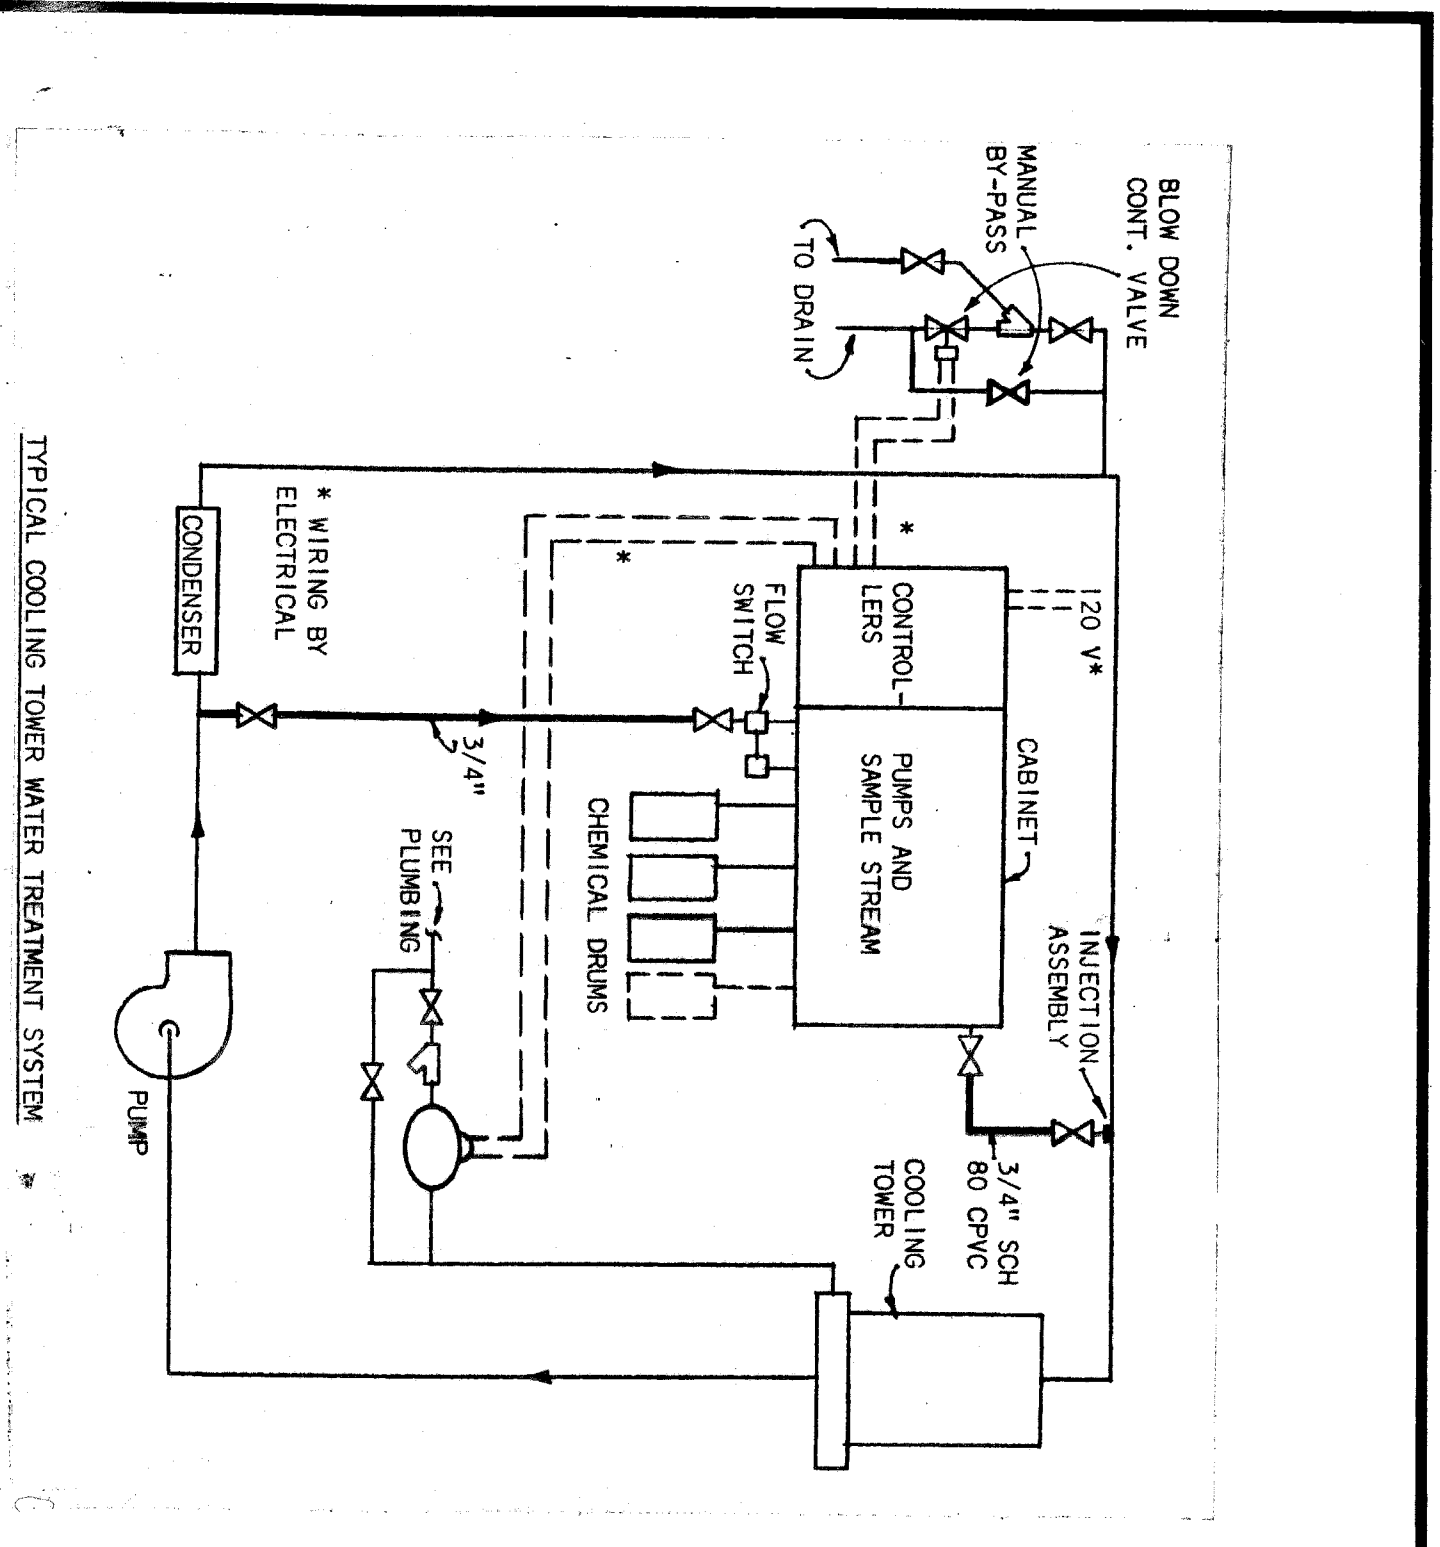 BLOW DOWN
CONT. VALVE
MANUAL
BY-PASS
TO DRAIN
120 V*
*
*
CONTROL-
LERS
CABINET
PUMPS AND
SAMPLE STREAM
FLOW
SWITCH
INJECTION
ASSEMBLY
3/4" SCH
80 CPVC
COOLING
TOWER
CHEMICAL DRUMS
3/4"
SEE
PLUMBING
* WIRING BY
ELECTRICAL
CONDENSER
PUMP
TYPICAL COOLING TOWER WATER TREATMENT SYSTEM